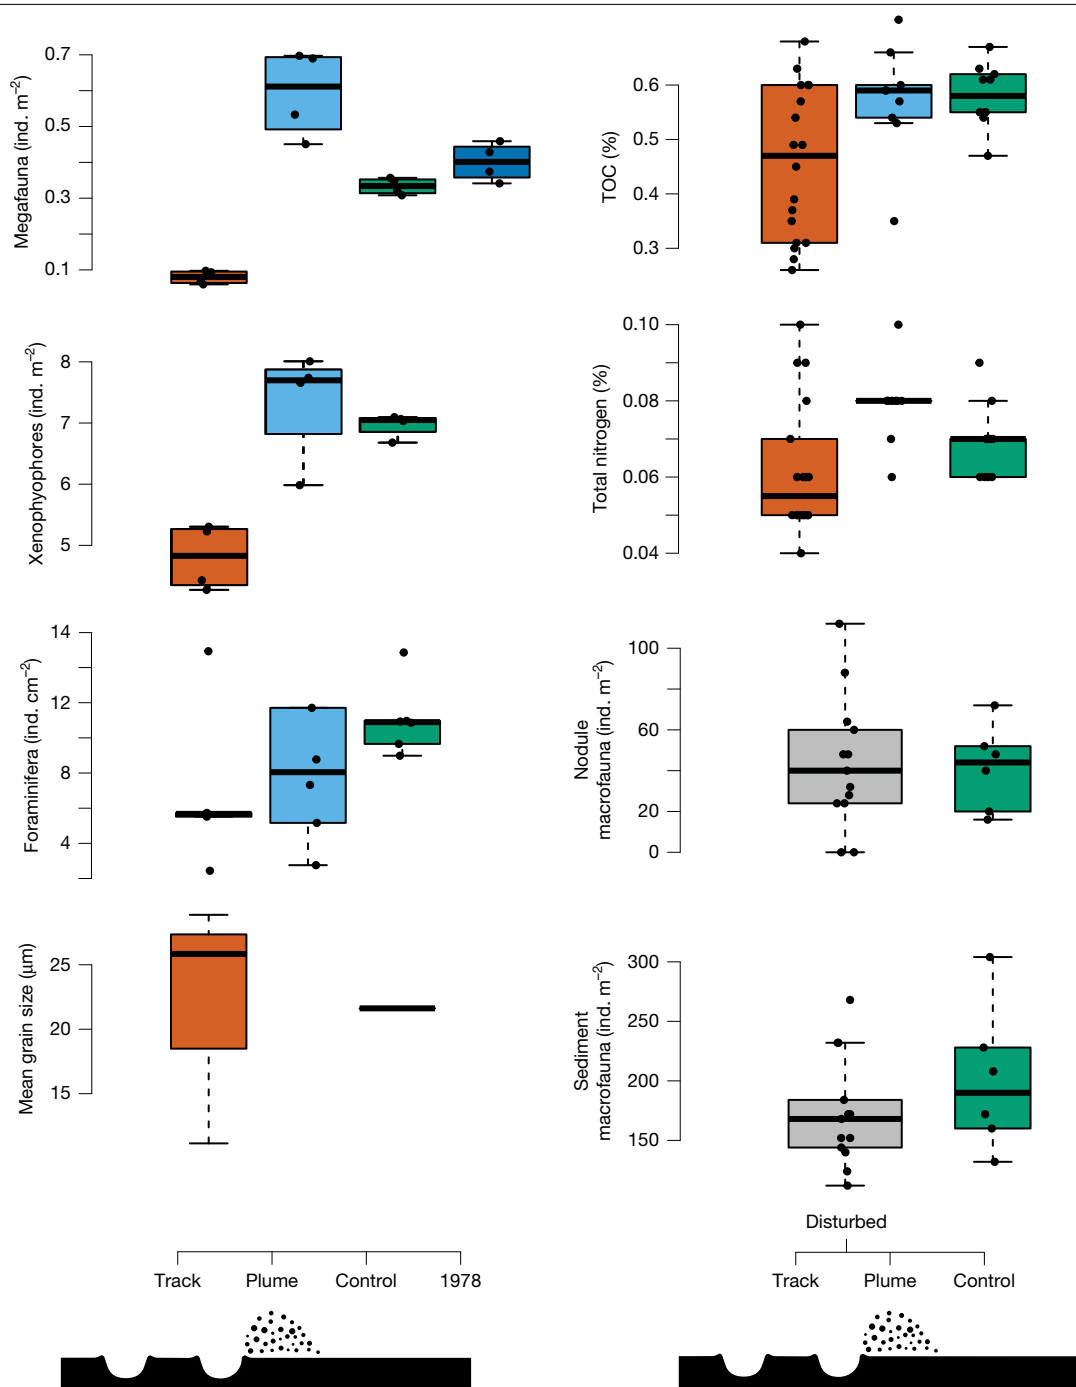 Megafauna (ind. m−2)
0.7
0.5
0.3
0.1
Xenophyophores (ind. m−2)
8
7
6
5
Foraminifera (ind. cm−2)
14
12
8
4
Mean grain size (µm)
25
20
15
Track
Plume
Control
1978
TOC (%)
0.6
0.5
0.4
0.3
Total nitrogen (%)
0.10
0.08
0.06
0.04
Nodule
macrofauna (ind. m−2)
100
60
20
0
Sediment
macrofauna (ind. m−2)
300
250
200
150
Disturbed
Track
Plume
Control